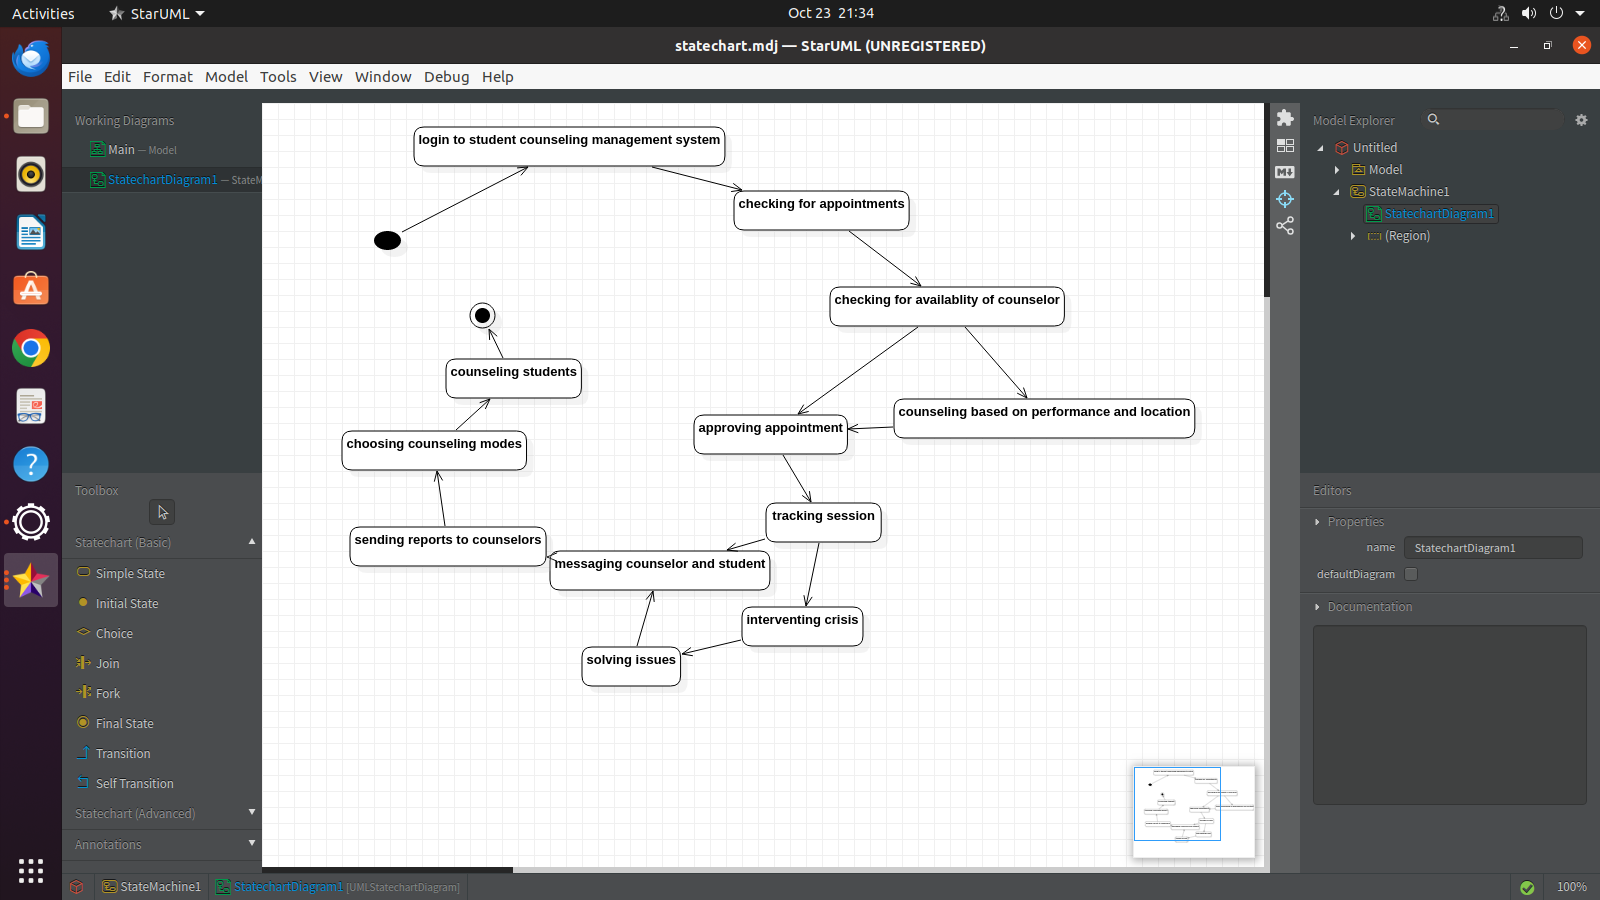 Activities
StarUML
Oct 23 21:34
statechart.mdj — StarUML (UNREGISTERED)
File Edit Format Model Tools View Window Debug Help
Working Diagrams
Main — Model
StatechartDiagram1 — StateM
Toolbox
Statechart (Basic)
Simple State
Initial State
Choice
Join
Fork
Final State
Transition
Self Transition
Statechart (Advanced)
Annotations
login to student counseling management system
checking for appointments
checking for availablity of counselor
counseling students
counseling based on performance and location
approving appointment
choosing counseling modes
tracking session
sending reports to counselors
messaging counselor and student
interventing crisis
solving issues
M
Model Explorer
Untitled
Model
StateMachine1
StatechartDiagram1
(Region)
Editors
Properties
name StatechartDiagram1
defaultDiagram
Documentation
StateMachine1
StatechartDiagram1 [UMLStatechartDiagram]
100%